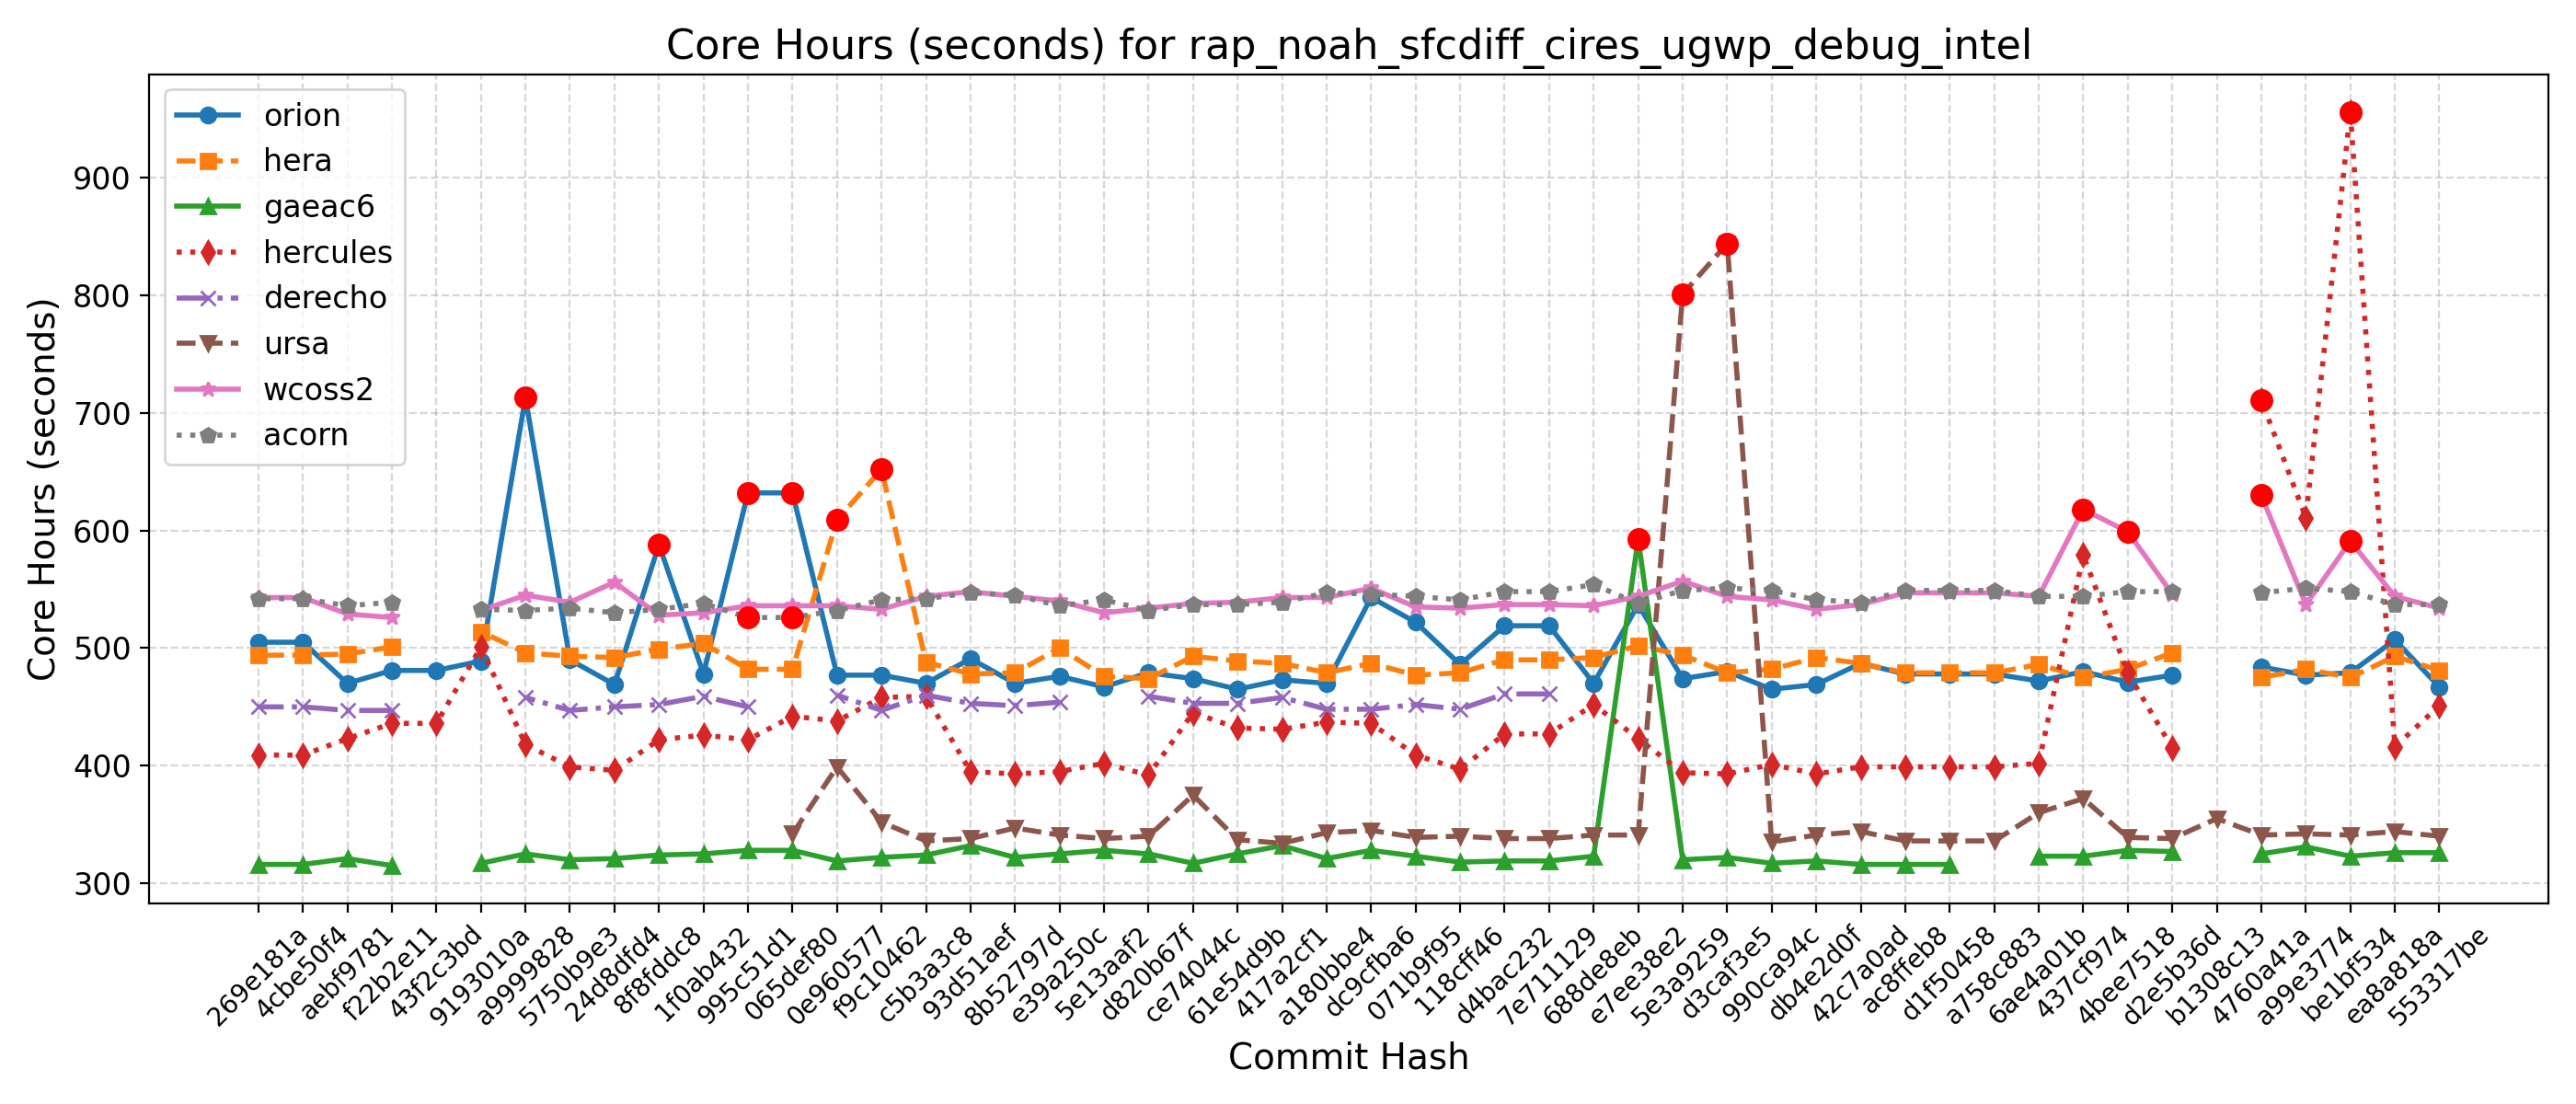 Core Hours (seconds) for rap_noah_sfcdiff_cires_ugwp_debug_intel
orion
hera
gaeac6
hercules
derecho
ursa
wcoss2
acorn
Core Hours (seconds)
900
800
700
600
500
400
300
269e181a
4cbe50f4
aebf9781
f22b2e11
43f2c3bd
9193010a
a9999828
5750b9e3
24d8dfd4
8f8fddc8
1f0ab432
995c51d1
065def80
0e960577
f9c10462
c5b3a3c8
93d51aef
8b52797d
e39a250c
5e13aaf2
d820b67f
ce74044c
61e54d9b
417a2cf1
a180bbe4
dc9cfba6
071b9f95
118cff46
d4bac232
7e711129
688de8eb
e7ee38e2
5e3a9259
d3caf3e5
990ca94c
db4e2d0f
42c7a0ad
ac8ffeb8
d1f50458
a758c883
6ae4a01b
437cf974
4bee7518
d2e5b36d
b1308c13
4760a41a
a99e3774
be1bf534
ea8a818a
553317be
Commit Hash